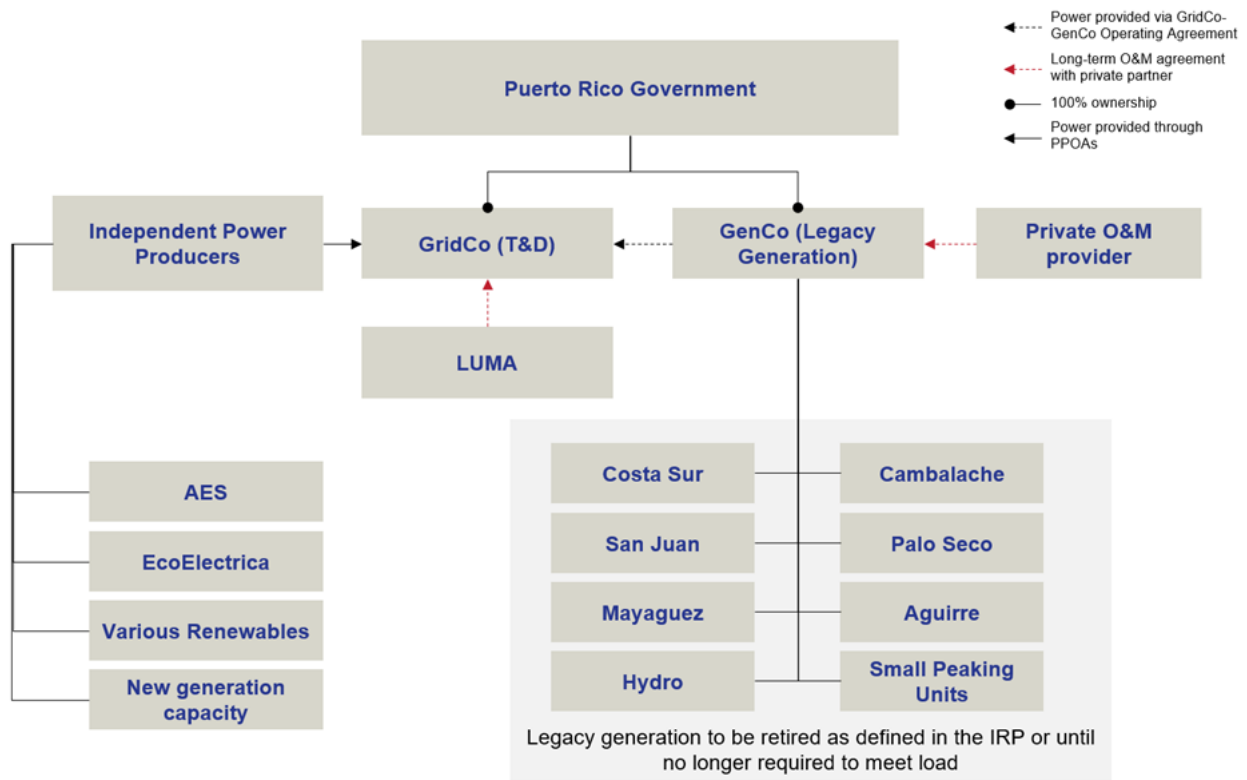 Power provided via GridCo-
GenCo Operating Agreement
Long-term O&M agreement
with private partner
100% ownership
Power provided through
PPOAs
Puerto Rico Government
Independent Power
Producers
GridCo (T&D)
GenCo (Legacy
Generation)
Private O&M
provider
LUMA
AES
EcoElectrica
Various Renewables
New generation
capacity
Costa Sur
Cambalache
San Juan
Palo Seco
Mayaguez
Aguirre
Hydro
Small Peaking
Units
Legacy generation to be retired as defined in the IRP or until
no longer required to meet load